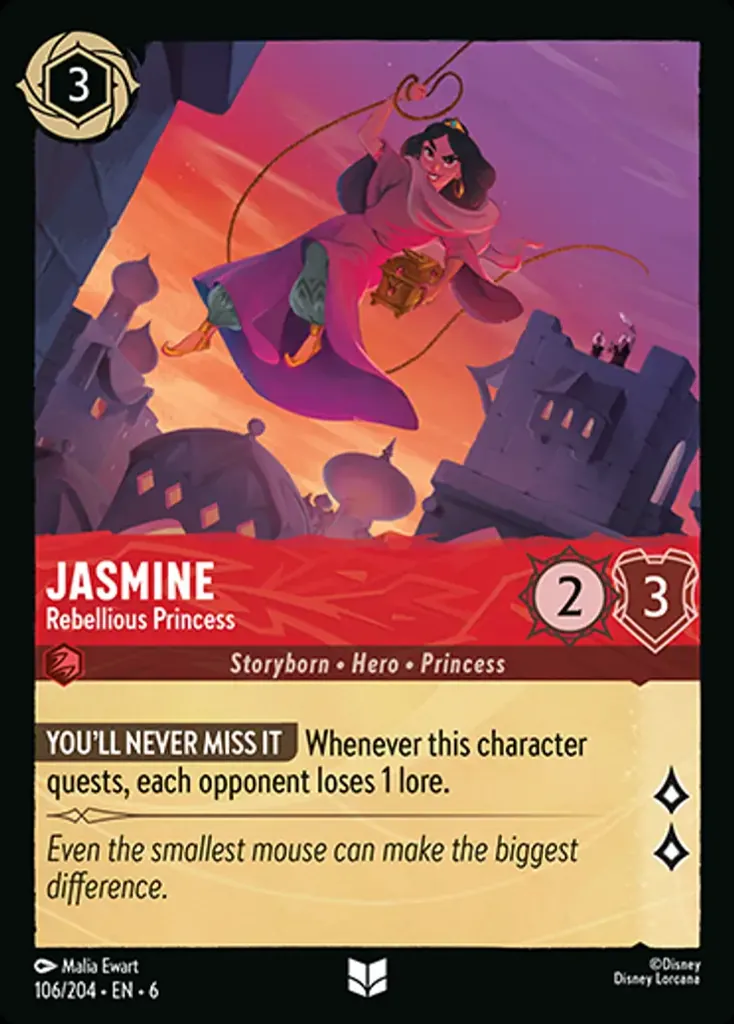 3
JASMINE
Rebellious Princess
2
3
Storyborn • Hero • Princess
YOU'LL NEVER MISS IT Whenever this character
quests, each opponent loses 1 lore.
Even the smallest mouse can make the biggest
difference.
Malia Ewart
106/204 • EN • 6
©Disney
Disney Lorcana